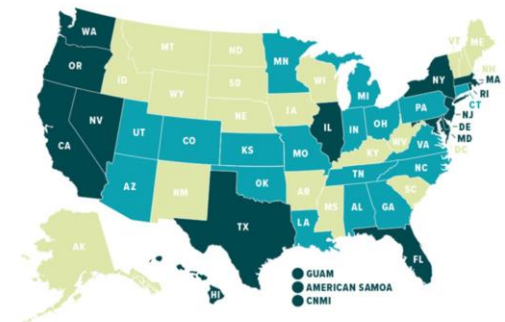 WA
MT
ND
MN
VT
ME
OR
ID
SD
WI
NY
NH
MA
WY
MI
RI
CT
NV
NE
IA
PA
NJ
CA
UT
CO
KS
MO
IL
IN
OH
WV
VA
DE
MD
DC
KY
AZ
NM
OK
AR
TN
NC
SC
TX
LA
MS
AL
GA
FL
AK
HI
GUAM
AMERICAN SAMOA
CNMI